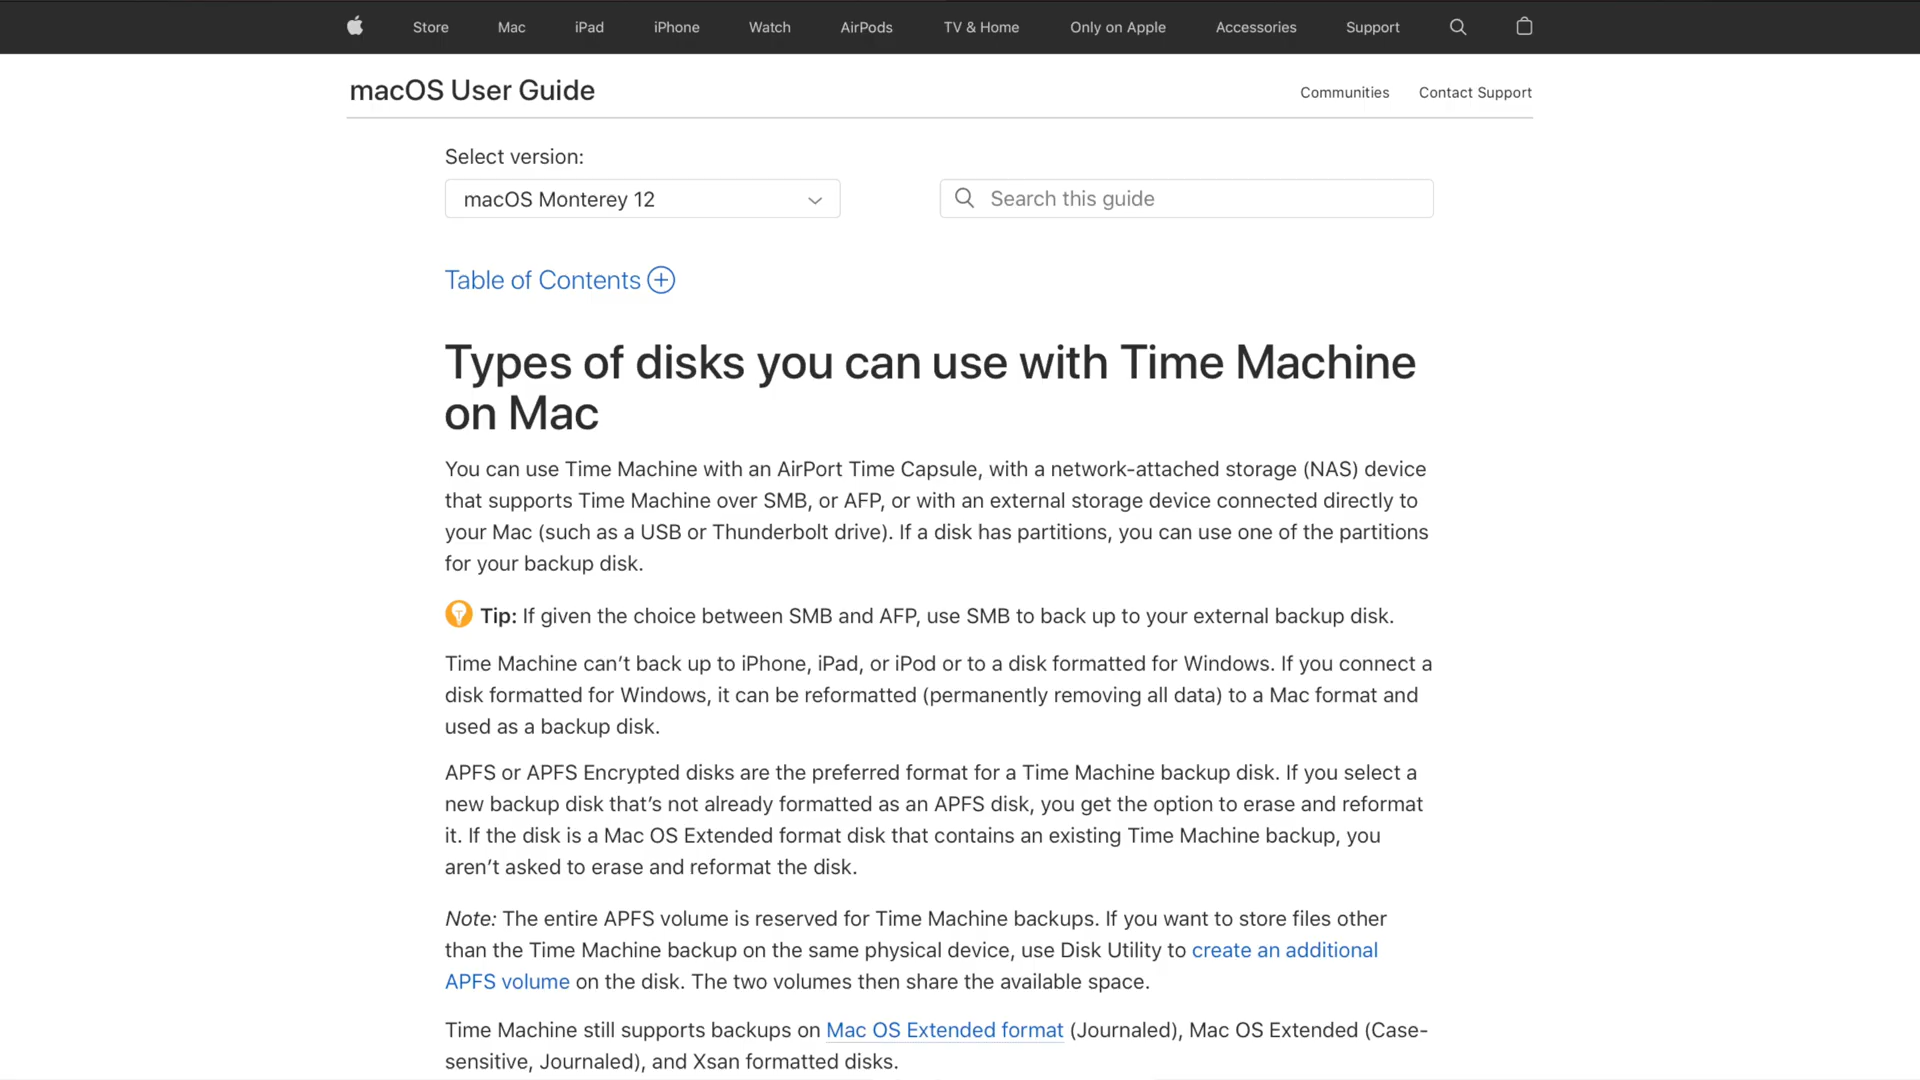 Store Mac iPad iPhone Watch AirPods TV & Home Only on Apple Accessories Support
macOS User Guide
Communities Contact Support
Select version:
macOS Monterey 12
Search this guide
Table of Contents
Types of disks you can use with Time Machine
on Mac
You can use Time Machine with an AirPort Time Capsule, with a network-attached storage (NAS) device
that supports Time Machine over SMB, or AFP, or with an external storage device connected directly to
your Mac (such as a USB or Thunderbolt drive). If a disk has partitions, you can use one of the partitions
for your backup disk.
Tip: If given the choice between SMB and AFP, use SMB to back up to your external backup disk.
Time Machine can’t back up to iPhone, iPad, or iPod or to a disk formatted for Windows. If you connect a
disk formatted for Windows, it can be reformatted (permanently removing all data) to a Mac format and
used as a backup disk.
APFS or APFS Encrypted disks are the preferred format for a Time Machine backup disk. If you select a
new backup disk that’s not already formatted as an APFS disk, you get the option to erase and reformat
it. If the disk is a Mac OS Extended format disk that contains an existing Time Machine backup, you
aren’t asked to erase and reformat the disk.
Note: The entire APFS volume is reserved for Time Machine backups. If you want to store files other
than the Time Machine backup on the same physical device, use Disk Utility to create an additional
APFS volume on the disk. The two volumes then share the available space.
Time Machine still supports backups on Mac OS Extended format (Journaled), Mac OS Extended (Case-
sensitive, Journaled), and Xsan formatted disks.